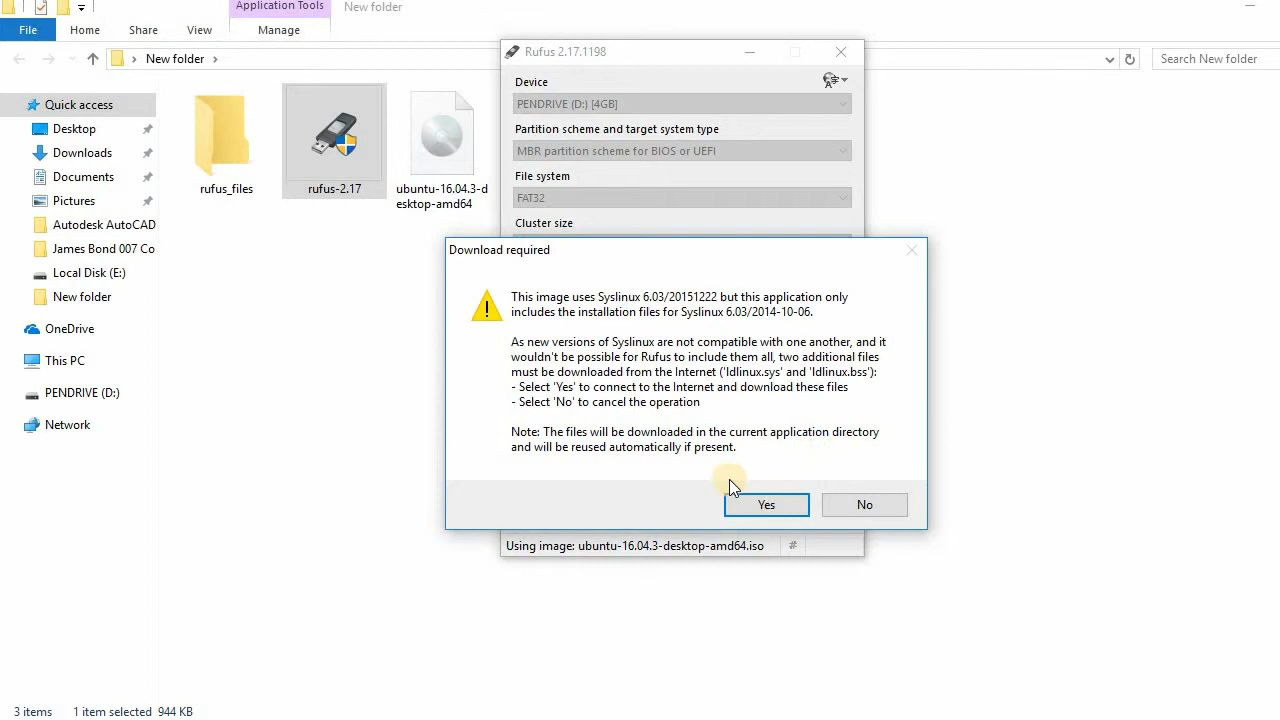 Application Tools
New folder
File
Home
Share
View
Manage
New folder
Search New folder
Quick access
Desktop
Downloads
Documents
Pictures
Autodesk AutoCAD
James Bond 007 Co
Local Disk (E:)
New folder
OneDrive
This PC
PENDRIVE (D:)
Network
rufus_files
rufus-2.17
ubuntu-16.04.3-d
esktop-amd64
Rufus 2.17.1198
Device
PENDRIVE (D:) [4GB]
Partition scheme and target system type
MBR partition scheme for BIOS or UEFI
File system
FAT32
Cluster size
Download required
This image uses Syslinux 6.03/20151222 but this application only
includes the installation files for Syslinux 6.03/2014-10-06.
As new versions of Syslinux are not compatible with one another, and it
wouldn't be possible for Rufus to include them all, two additional files
must be downloaded from the Internet ('ldlinux.sys' and 'ldlinux.bss'):
- Select 'Yes' to connect to the Internet and download these files
- Select 'No' to cancel the operation
Note: The files will be downloaded in the current application directory
and will be reused automatically if present.
Yes
No
Using image: ubuntu-16.04.3-desktop-amd64.iso
#
3 items
1 item selected 944 KB